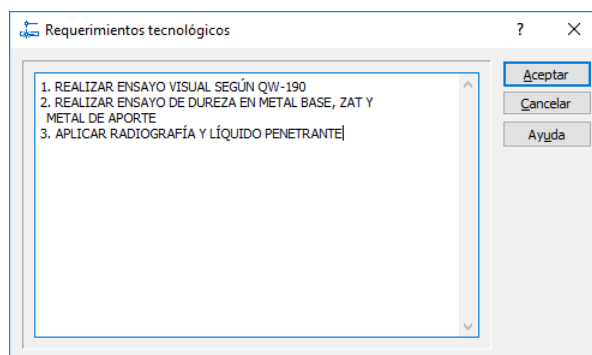 Requerimientos tecnológicos
?
Aceptar
Cancelar
Ayuda
1. REALIZAR ENSAYO VISUAL SEGÚN QW-190
2. REALIZAR ENSAYO DE DUREZA EN METAL BASE, ZAT Y
METAL DE APORTE
3. APLICAR RADIOGRAFÍA Y LÍQUIDO PENETRANTE